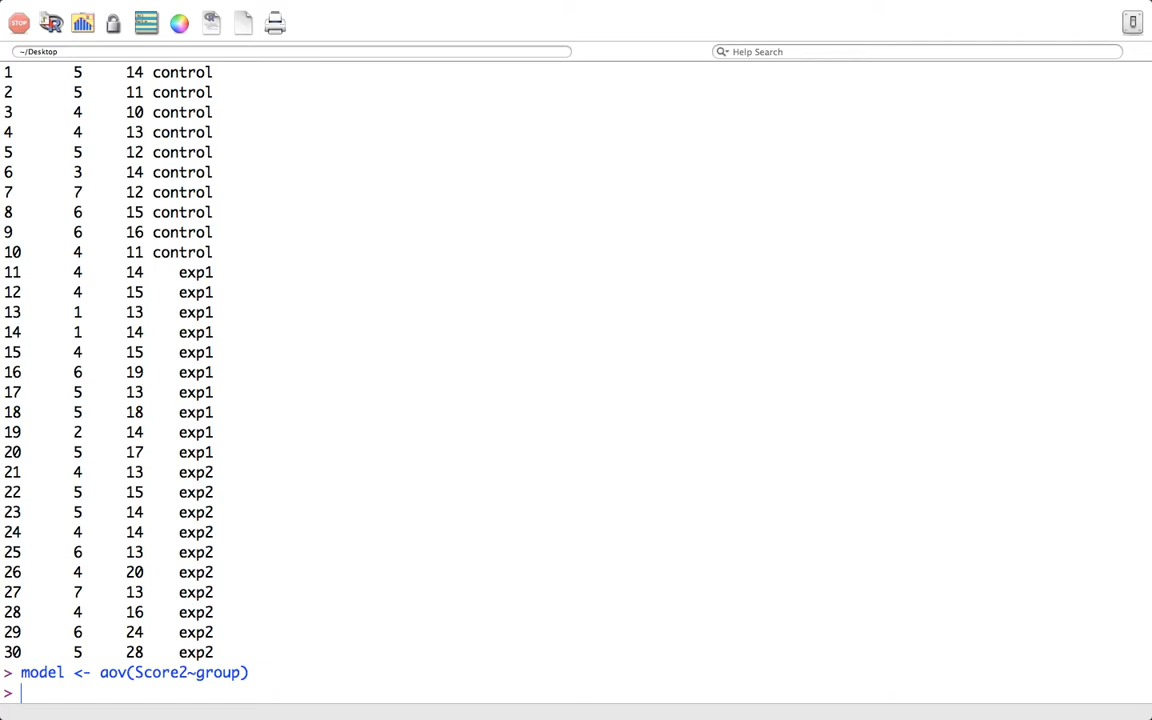 STOP
~/Desktop
Help Search
1 5 14 control
2 5 11 control
3 4 10 control
4 4 13 control
5 5 12 control
6 3 14 control
7 7 12 control
8 6 15 control
9 6 16 control
10 4 11 control
11 4 14 exp1
12 4 15 exp1
13 1 13 exp1
14 1 14 exp1
15 4 15 exp1
16 6 19 exp1
17 5 13 exp1
18 5 18 exp1
19 2 14 exp1
20 5 17 exp1
21 4 13 exp2
22 5 15 exp2
23 5 14 exp2
24 4 14 exp2
25 6 13 exp2
26 4 20 exp2
27 7 13 exp2
28 4 16 exp2
29 6 24 exp2
30 5 28 exp2
> model <- aov(Score2~group)
>